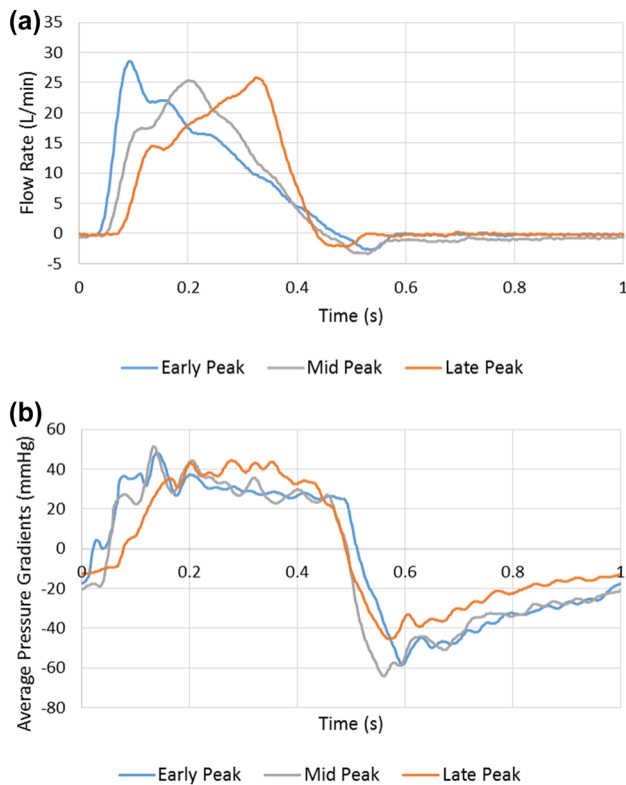 (a)
35
30
25
20
15
10
5
0
-5
Flow Rate (L/min)
0 0.2 0.4 0.6 0.8 1
Time (s)
Early Peak Mid Peak Late Peak
(b)
60
40
20
0
-20
-40
-60
-80
Average Pressure Gradients (mmHg)
0 0.2 0.4 0.6 0.8 1
Time (s)
Early Peak Mid Peak Late Peak